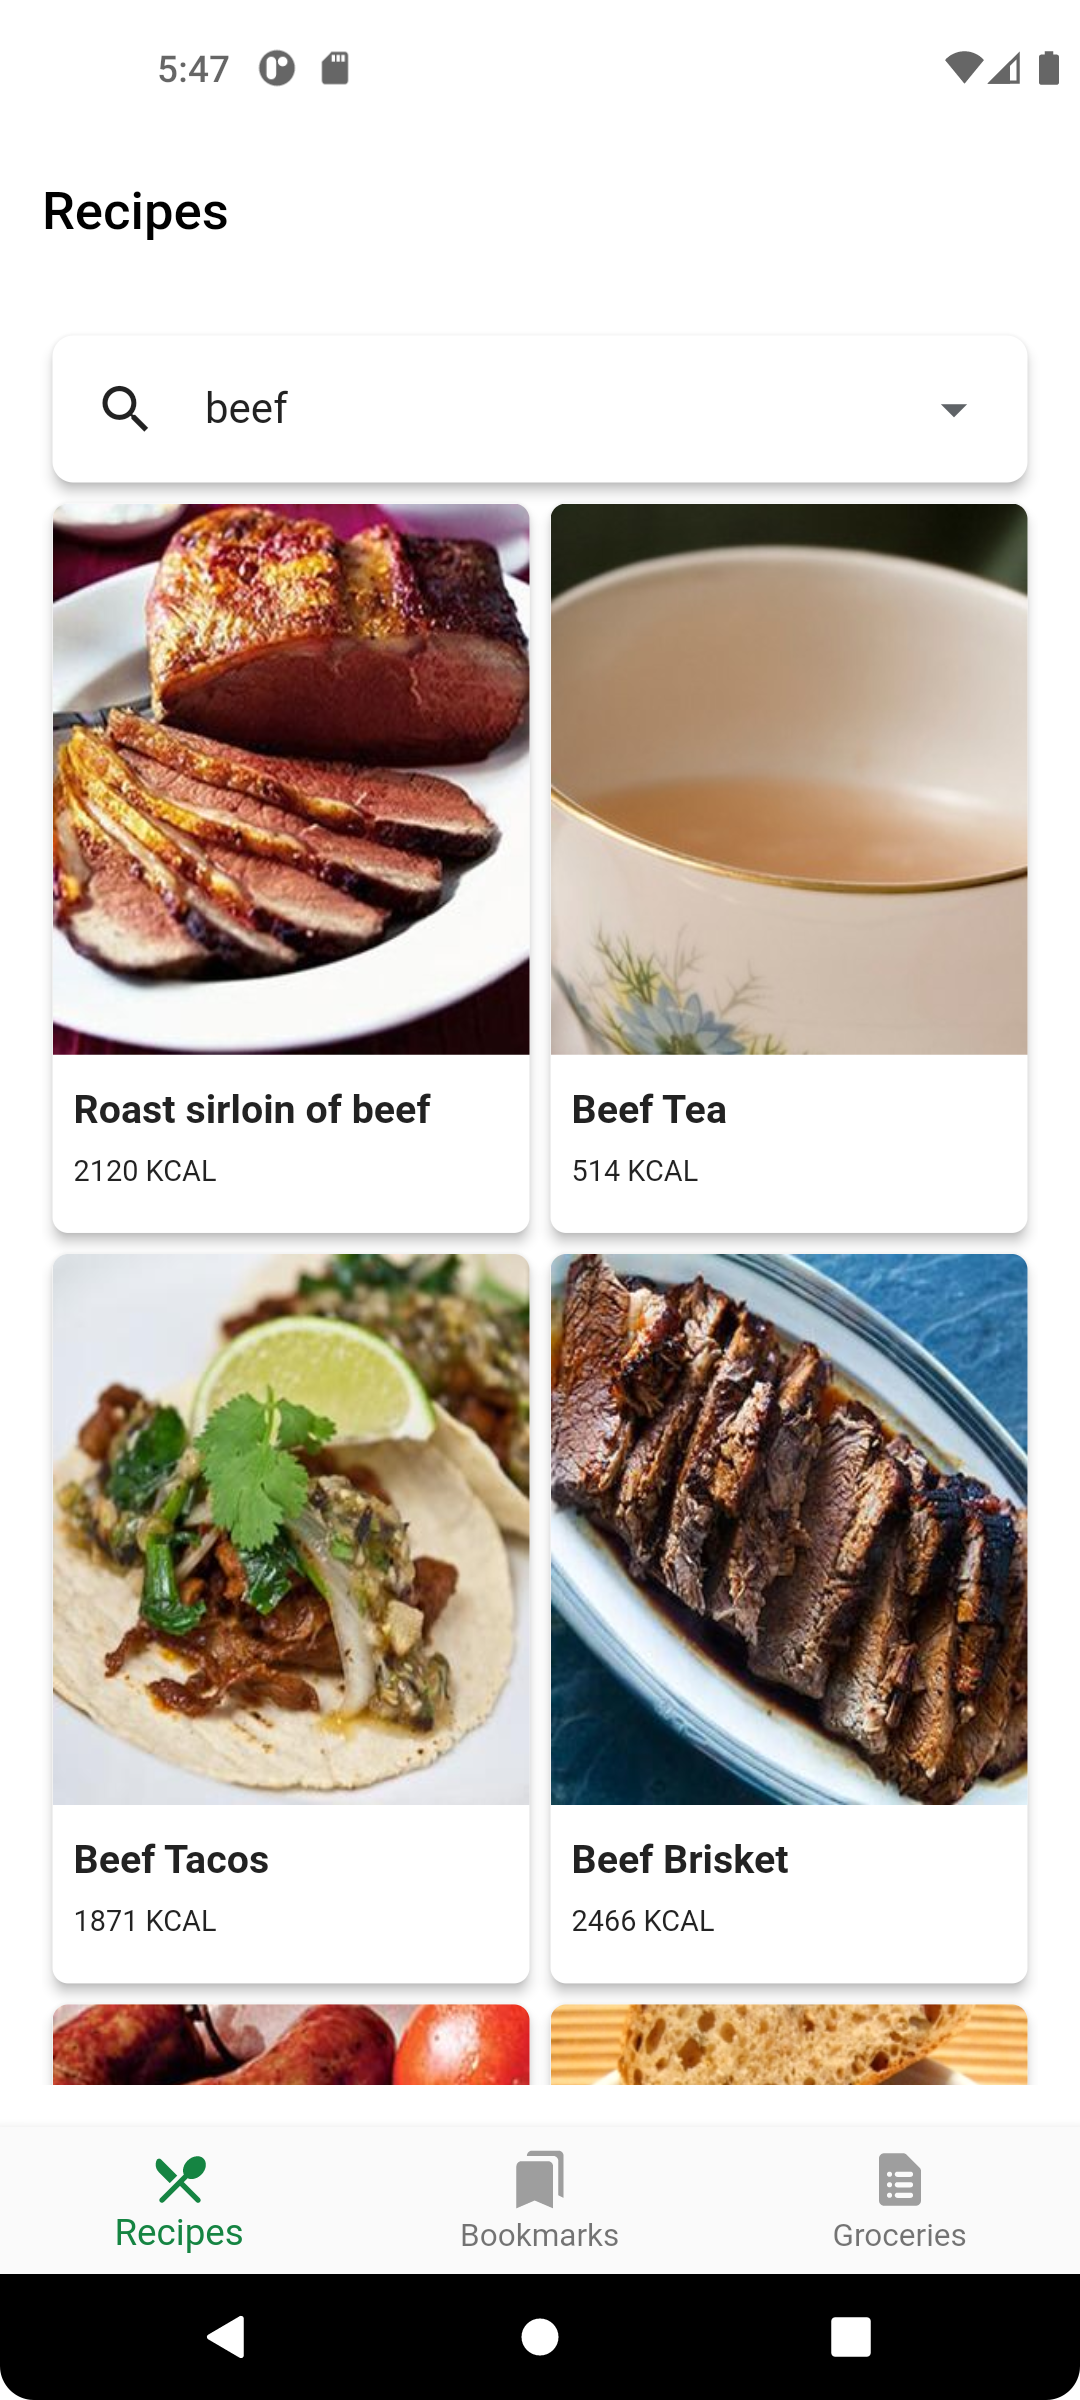 5:47
Recipes
beef
Roast sirloin of beef
2120 KCAL
Beef Tea
514 KCAL
Beef Tacos
1871 KCAL
Beef Brisket
2466 KCAL
Recipes
Bookmarks
Groceries